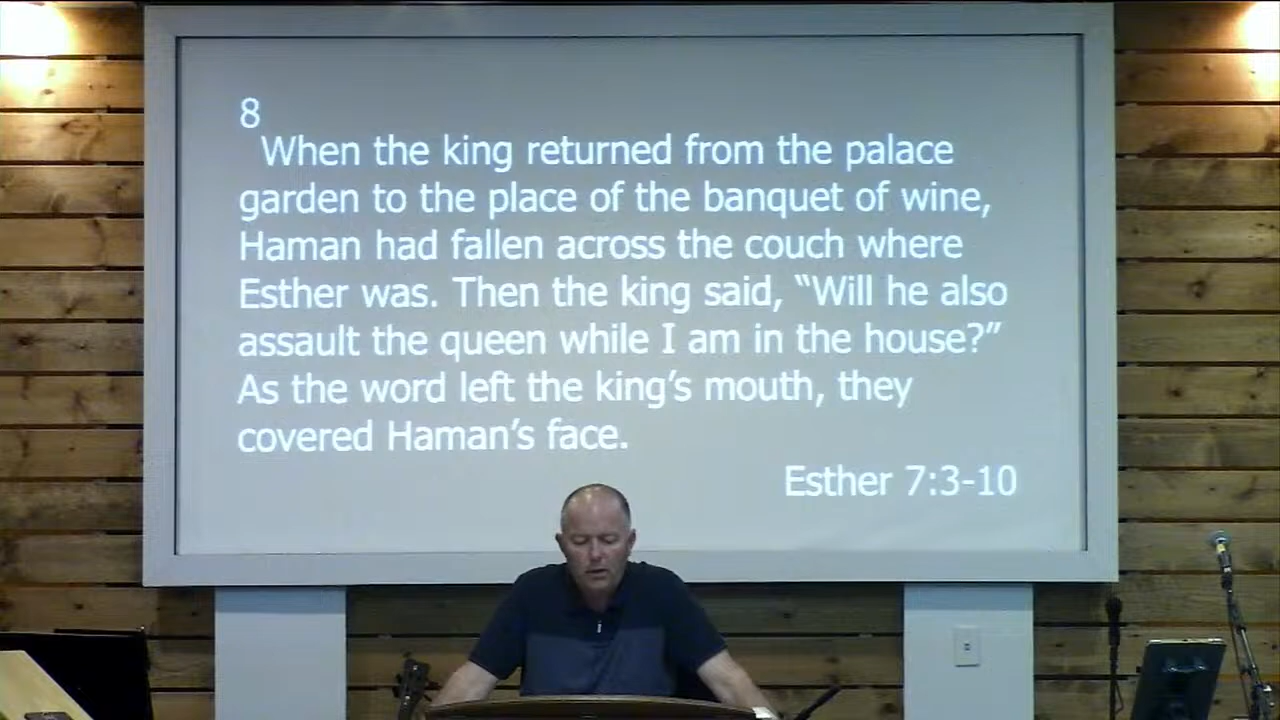 8
When the king returned from the palace
garden to the place of the banquet of wine,
Haman had fallen across the couch where
Esther was. Then the king said, “Will he also
assault the queen while I am in the house?”
As the word left the king’s mouth, they
covered Haman’s face.
Esther 7:3-10